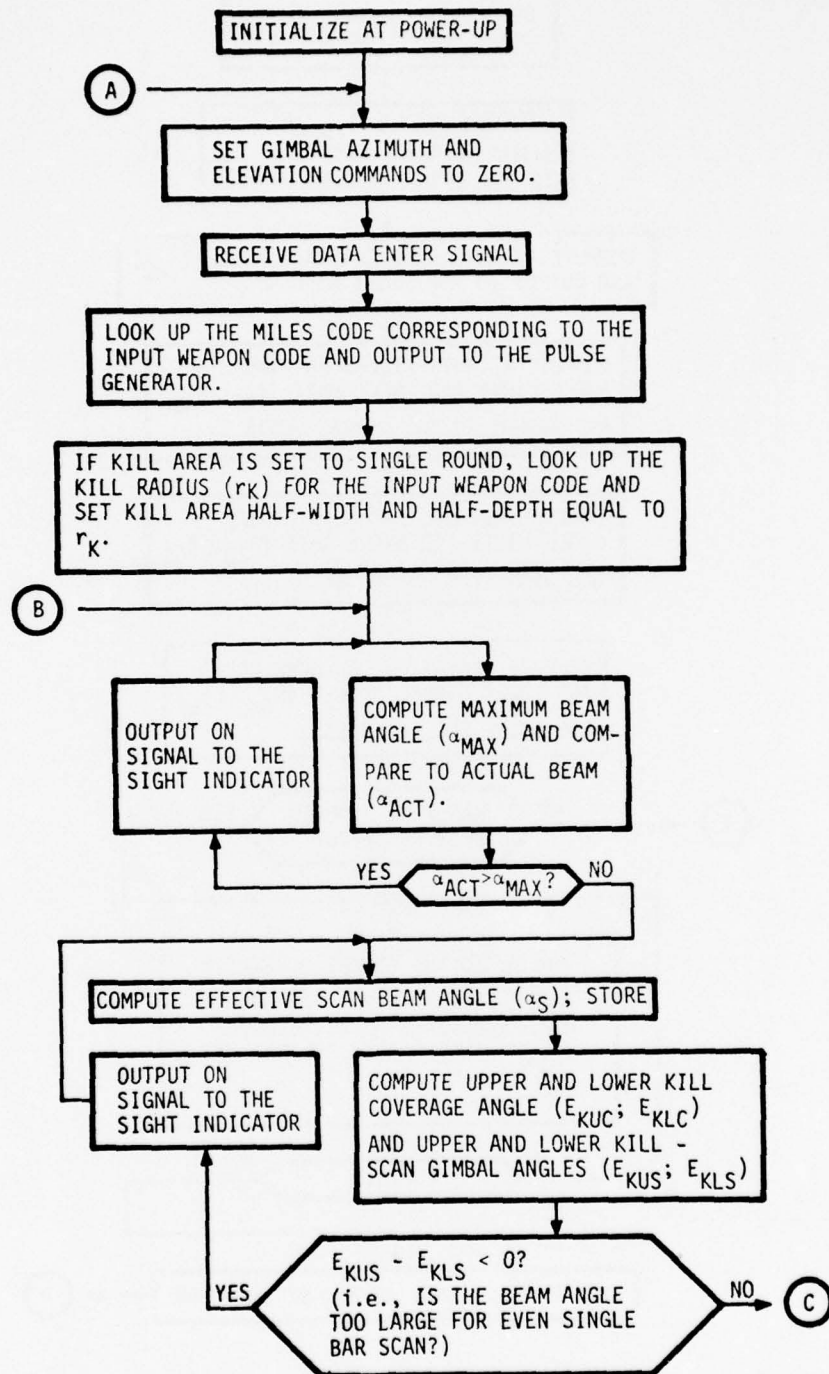 INITIALIZE AT POWER-UP
A
SET GIMBAL AZIMUTH AND
ELEVATION COMMANDS TO ZERO.
RECEIVE DATA ENTER SIGNAL
LOOK UP THE MILES CODE CORRESPONDING TO THE
INPUT WEAPON CODE AND OUTPUT TO THE PULSE
GENERATOR.
IF KILL AREA IS SET TO SINGLE ROUND, LOOK UP THE
KILL RADIUS (rK) FOR THE INPUT WEAPON CODE AND
SET KILL AREA HALF-WIDTH AND HALF-DEPTH EQUAL TO
rK.
B
OUTPUT ON
SIGNAL TO THE
SIGHT INDICATOR
COMPUTE MAXIMUM BEAM
ANGLE (αMAX) AND COM-
PARE TO ACTUAL BEAM
(αACT).
YES
αACT>αMAX?
NO
COMPUTE EFFECTIVE SCAN BEAM ANGLE (αS); STORE
OUTPUT ON
SIGNAL TO THE
SIGHT INDICATOR
COMPUTE UPPER AND LOWER KILL
COVERAGE ANGLE (EKUC; EKLC)
AND UPPER AND LOWER KILL -
SCAN GIMBAL ANGLES (EKUS; EKLS)
YES
EKUS - EKLS < 0?
(i.e., IS THE BEAM ANGLE
TOO LARGE FOR EVEN SINGLE
BAR SCAN?)
NO
C